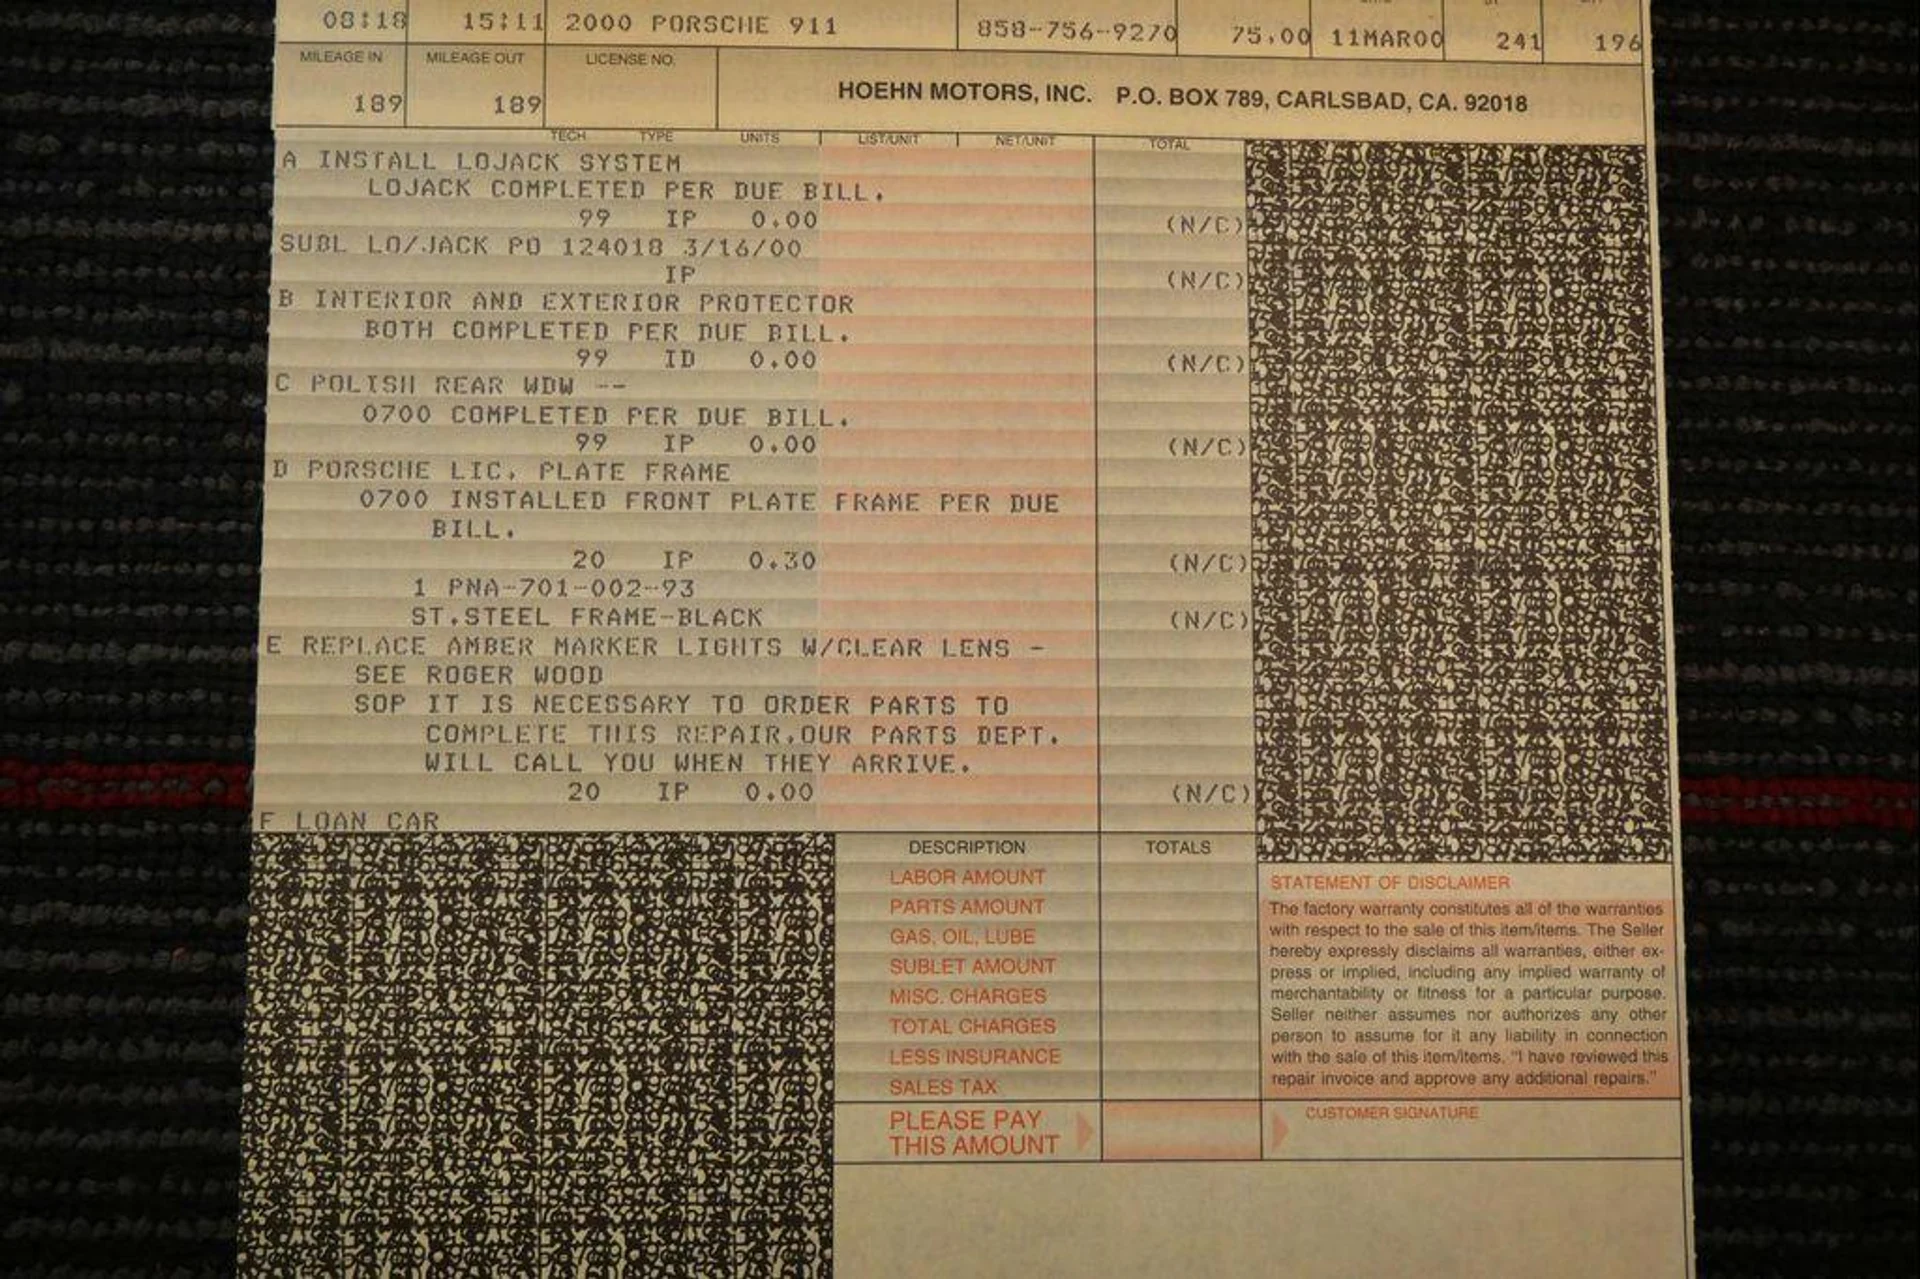 08:18 15:11 2000 PORSCHE 911 858-756-9270 75.00 11MAR00 241 196
MILEAGE IN MILEAGE OUT LICENSE NO.
189 189 HOEHN MOTORS, INC. P.O. BOX 789, CARLSBAD, CA. 92018
TECH TYPE UNITS LIST/UNIT NET/UNIT TOTAL
A INSTALL LOJACK SYSTEM
LOJACK COMPLETED PER DUE BILL.
99 IP 0.00 (N/C)
SUBL LO/JACK PO 124018 3/16/00
IP (N/C)
B INTERIOR AND EXTERIOR PROTECTOR
BOTH COMPLETED PER DUE BILL.
99 ID 0.00 (N/C)
C POLISH REAR WDW --
0700 COMPLETED PER DUE BILL.
99 IP 0.00 (N/C)
D PORSCHE LIC. PLATE FRAME
0700 INSTALLED FRONT PLATE FRAME PER DUE
BILL.
20 IP 0.30 (N/C)
1 PNA-701-002-93
ST.STEEL FRAME-BLACK (N/C)
E REPLACE AMBER MARKER LIGHTS W/CLEAR LENS -
SEE ROGER WOOD
SOP IT IS NECESSARY TO ORDER PARTS TO
COMPLETE THIS REPAIR,OUR PARTS DEPT.
WILL CALL YOU WHEN THEY ARRIVE.
20 IP 0.00 (N/C)
F LOAN CAR
DESCRIPTION TOTALS
LABOR AMOUNT
PARTS AMOUNT
GAS, OIL, LUBE
SUBLET AMOUNT
MISC. CHARGES
TOTAL CHARGES
LESS INSURANCE
SALES TAX
PLEASE PAY
THIS AMOUNT
STATEMENT OF DISCLAIMER
The factory warranty constitutes all of the warranties
with respect to the sale of this item/items. The Seller
hereby expressly disclaims all warranties, either ex-
press or implied, including any implied warranty of
merchantability or fitness for a particular purpose.
Seller neither assumes nor authorizes any other
person to assume for it any liability in connection
with the sale of this item/items. "I have reviewed this
repair invoice and approve any additional repairs."
CUSTOMER SIGNATURE